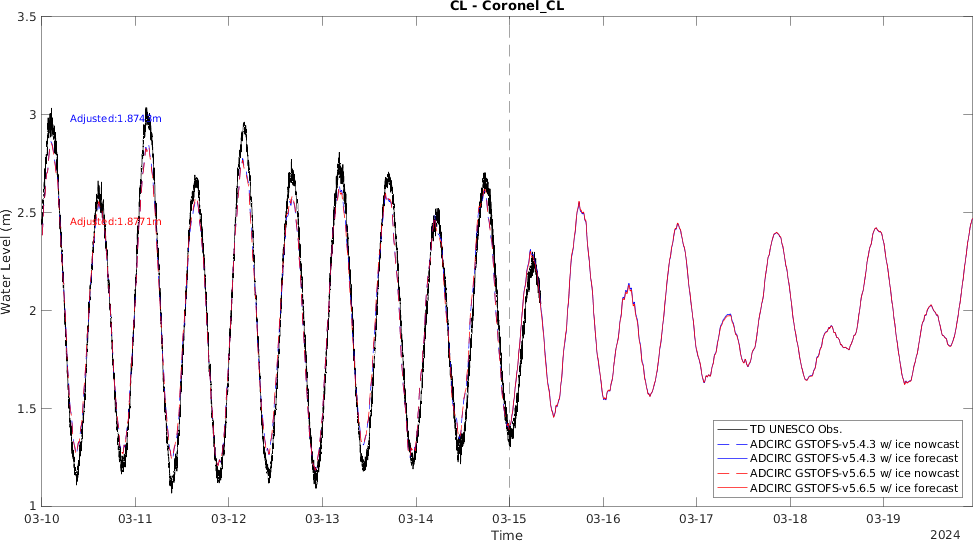 CL - Coronel_CL
3.5
3
2.5
2
1.5
1
Water Level (m)
Adjusted:1.8743m
Adjusted:1.8771m
TD UNESCO Obs.
ADCIRC GSTOFS-v5.4.3 w/ ice nowcast
ADCIRC GSTOFS-v5.4.3 w/ ice forecast
ADCIRC GSTOFS-v5.6.5 w/ ice nowcast
ADCIRC GSTOFS-v5.6.5 w/ ice forecast
03-10 03-11 03-12 03-13 03-14 03-15 03-16 03-17 03-18 03-19
Time
2024